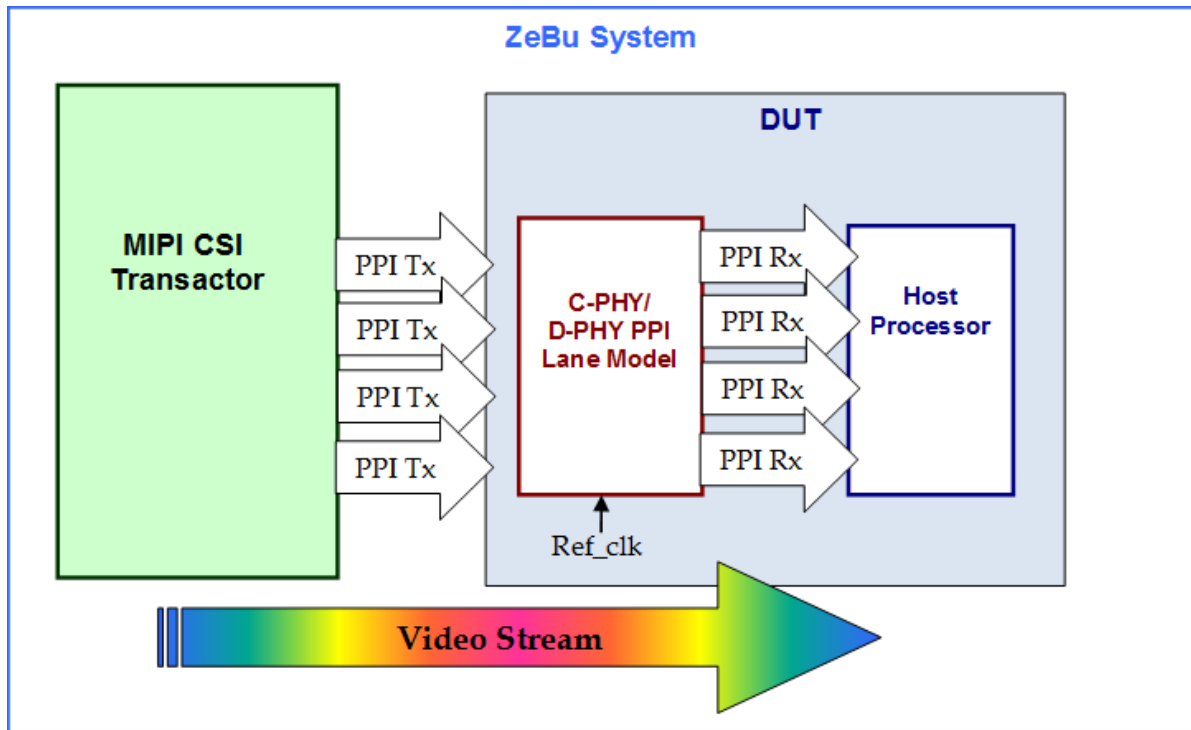 ZeBu System
DUT
MIPI CSI
Transactor
PPI Tx
PPI Tx
PPI Tx
PPI Tx
C-PHY/
D-PHY PPI
Lane Model
PPI Rx
PPI Rx
PPI Rx
PPI Rx
Host
Processor
Ref_clk
Video Stream